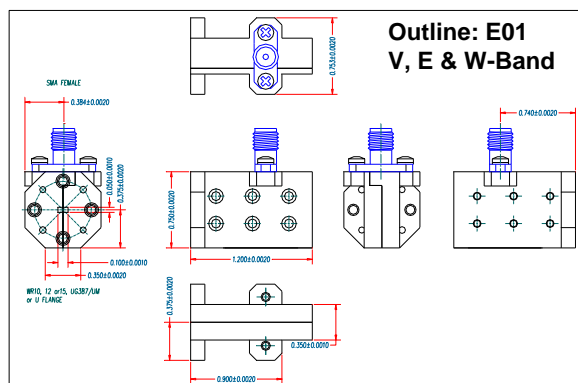 Outline: E01
V, E & W-Band
0.753±0.0020
SMA FEMALE
0.384±0.0020
0.740±0.0020
0.050±0.0010
0.375±0.0020
0.750±0.0020
0.100±0.0010
0.350±0.0020
1.200±0.0020
WR10, 12 or15, UG387/UM
or U FLANGE
0.375±0.0020
0.350±0.0010
0.900±0.0020